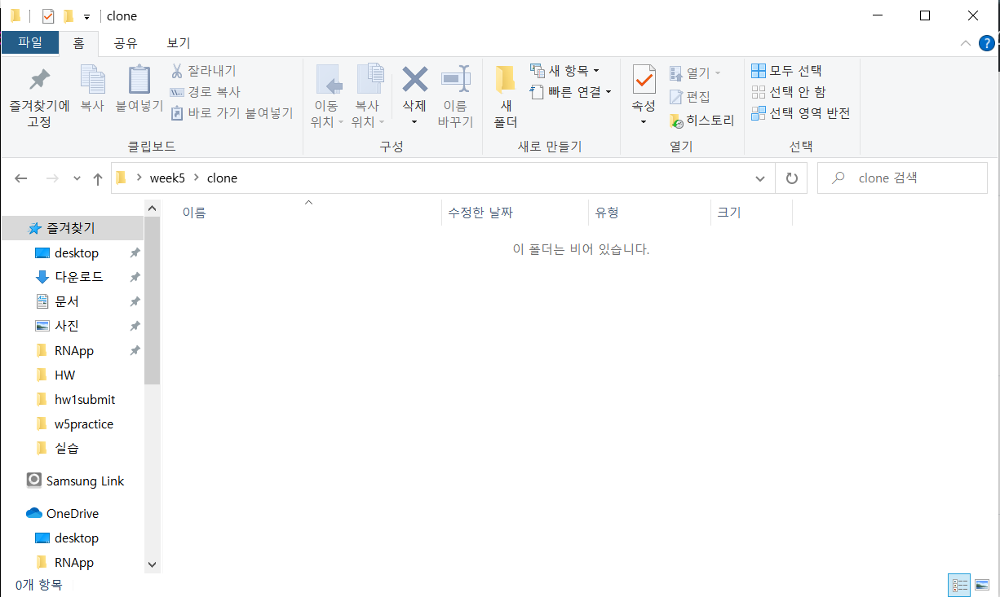 clone
파일 홈 공유 보기
즐겨찾기에 고정
복사
붙여넣기
잘라내기
경로 복사
바로 가기 붙여넣기
클립보드
이동 위치
복사 위치
삭제
이름 바꾸기
구성
새 폴더
새 항목
빠른 연결
새로 만들기
속성
열기
편집
히스토리
열기
모두 선택
선택 안 함
선택 영역 반전
선택
week5 clone
clone 검색
이름 수정한 날짜 유형 크기
이 폴더는 비어 있습니다.
즐겨찾기
desktop
다운로드
문서
사진
RNApp
HW
hw1submit
w5practice
실습
Samsung Link
OneDrive
desktop
RNApp
0개 항목